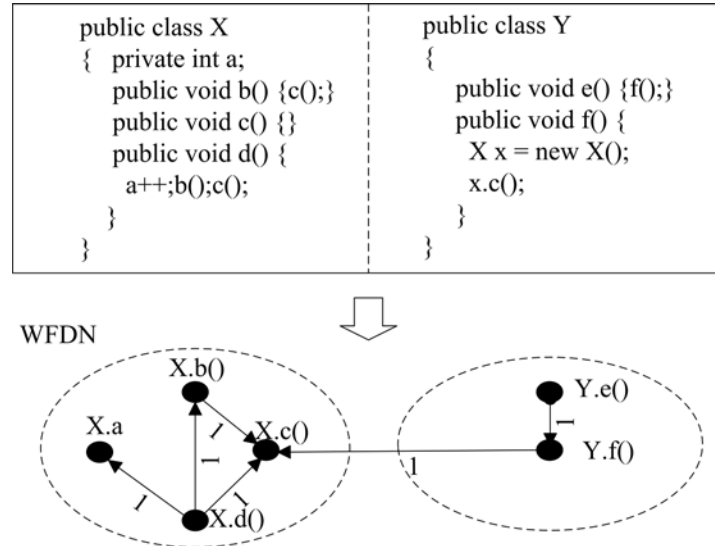 public class X
{ private int a;
public void b() {c();}
public void c() {}
public void d() {
a++;b();c();
}
}
public class Y
{
public void e() {f();}
public void f() {
X x = new X();
x.c();
}
}
WFDN
X.b()
Y.e()
X.a
1
X.c()
1
Y.f()
1
1
1
1
X.d()